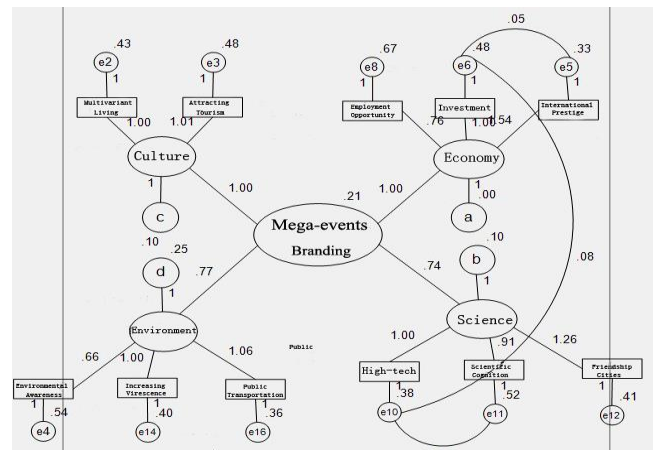 .05
.43
.48
.67
.48
.33
e2
e3
e8
e6
e5
1
1
1
1
1
Multivariant
Living
Attracting
Tourism
Employment
Opportunity
Investment
International
Prestige
1.00
1.01
.76
1.00
.54
Culture
Economy
1
1.00
.21
1.00
1
.00
c
a
Mega-events
Branding
.10
.25
.10
d
b
.77
.74
.08
1
1
Environment
Science
Public
.66
1.00
1.06
1.00
.91
1.26
Environmental
Awareness
Increasing
Virescence
Public
Transportation
High-tech
Scientific
Cognition
Friendship
Cities
1
.54
1
.40
1
.36
1
.38
1
.52
1
.41
e4
e14
e16
e10
e11
e12